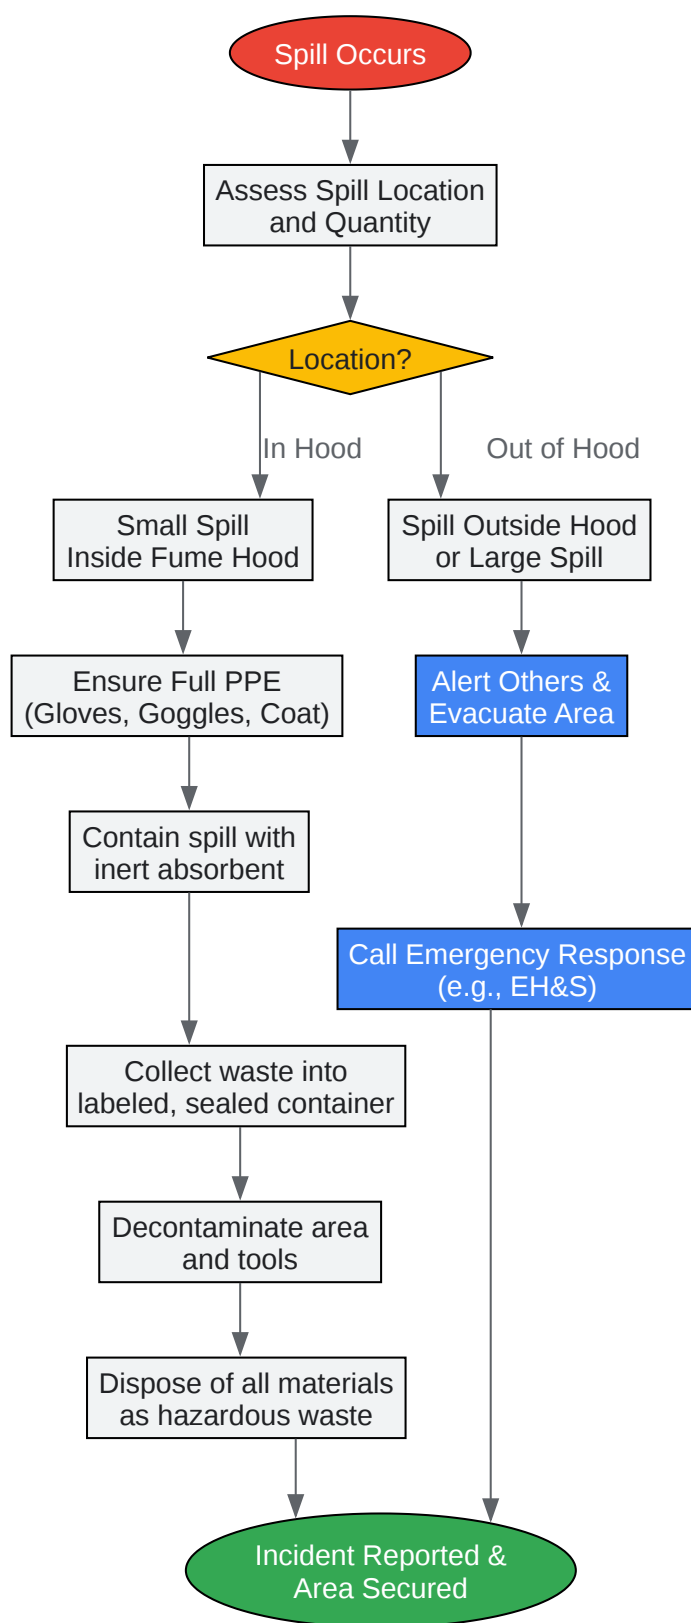 Spill Occurs
Assess Spill Location
and Quantity
Location?
In Hood
Out of Hood
Small Spill
Inside Fume Hood
Spill Outside Hood
or Large Spill
Ensure Full PPE
(Gloves, Goggles, Coat)
Alert Others &
Evacuate Area
Contain spill with
inert absorbent
Call Emergency Response
(e.g., EH&S)
Collect waste into
labeled, sealed container
Decontaminate area
and tools
Dispose of all materials
as hazardous waste
Incident Reported &
Area Secured